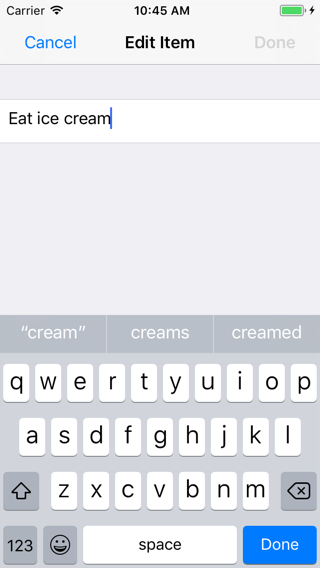 Carrier 10:45 AM
Cancel Edit Item Done
Eat ice cream
“cream” creams creamed
q w e r t y u i o p
a s d f g h j k l
z x c v b n m
123 space Done